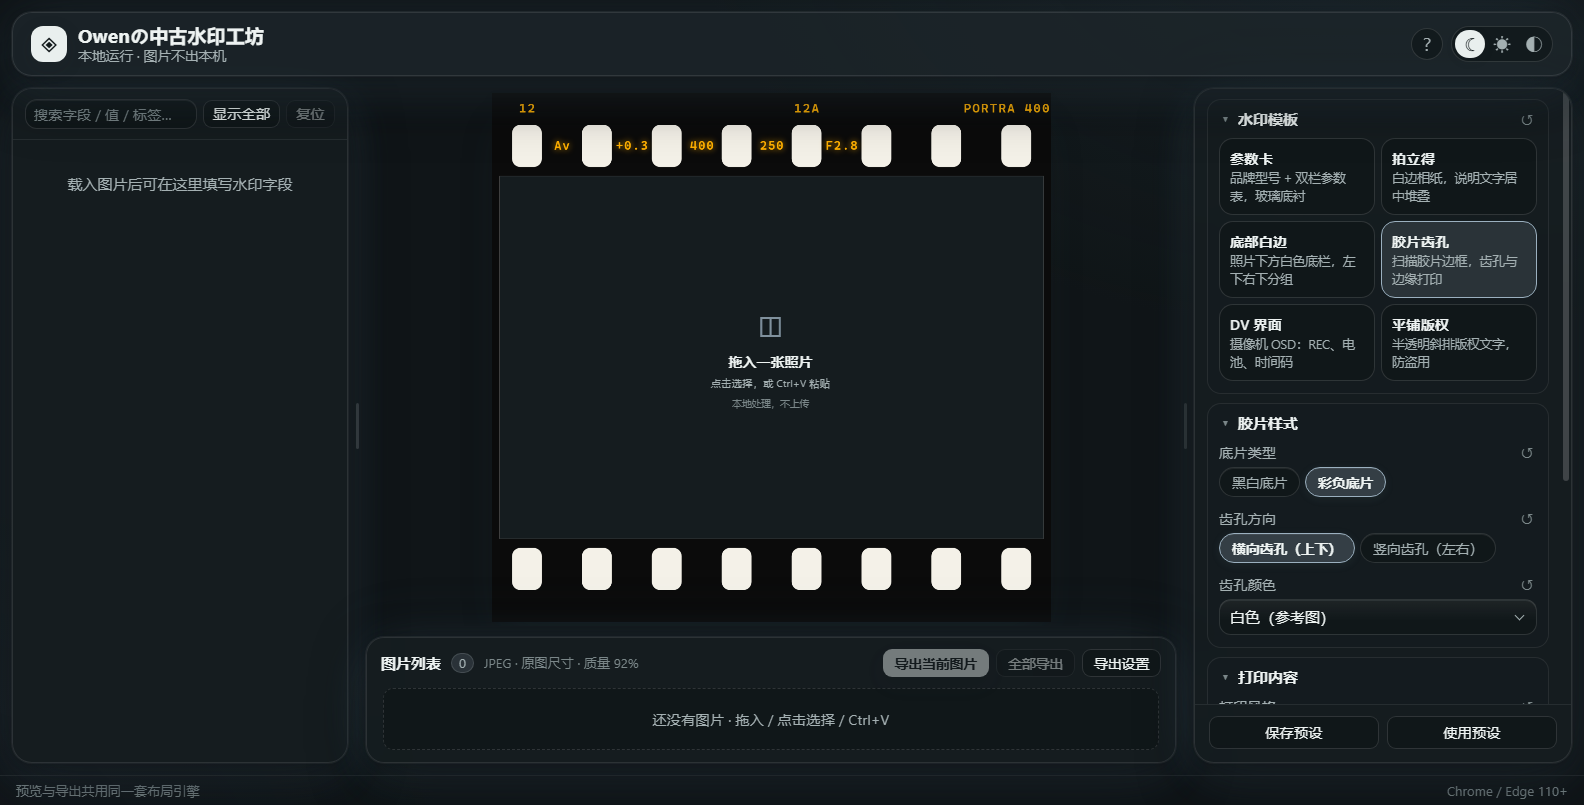 Owenの中古水印工坊
本地运行 · 图片不出本机
?
搜索字段 / 值 / 标签...
显示全部
复位
载入图片后可在这里填写水印字段
12
12A
PORTRA 400
Av
+0.3
400
250
F2.8
拖入一张照片
点击选择，或 Ctrl+V 粘贴
本地处理，不上传
图片列表
0
JPEG · 原图尺寸 · 质量 92%
导出当前图片
全部导出
导出设置
还没有图片 · 拖入 / 点击选择 / Ctrl+V
水印模板
参数卡
品牌型号 + 双栏参数
表，玻璃底衬
拍立得
白边相纸，说明文字居
中堆叠
底部白边
照片下方白色底栏，左
下右下分组
胶片齿孔
扫描胶片边框，齿孔与
边缘打印
DV 界面
摄像机 OSD：REC、电
池、时间码
平铺版权
半透明斜排版权文字，
防盗用
胶片样式
底片类型
黑白底片
彩负底片
齿孔方向
横向齿孔（上下）
竖向齿孔（左右）
齿孔颜色
白色（参考图）
打印内容
保存预设
使用预设
预览与导出共用同一套布局引擎
Chrome / Edge 110+